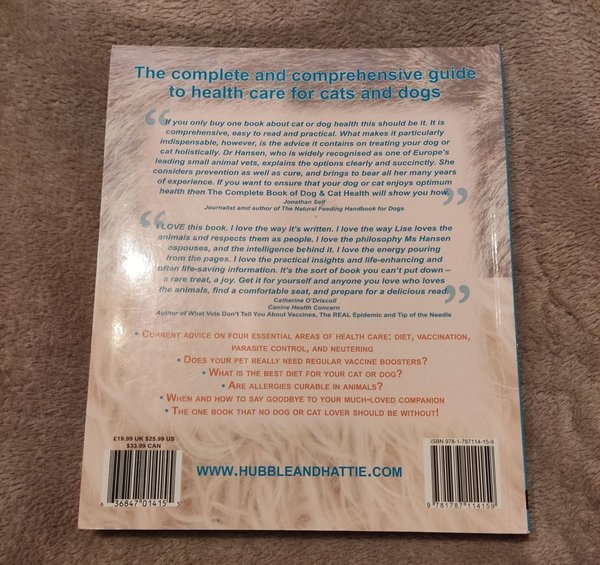 The complete and comprehensive guide
to health care for cats and dogs
“If you only buy one book about cat or dog health this should be it. It is
comprehensive, easy to read and practical. What makes it particularly
indispensable, however, is the advice it contains on treating your dog or
cat holistically. Dr Hansen, who is widely recognised as one of Europe's
leading small animal vets, explains the options clearly and succinctly. She
considers prevention as well as cure, and brings to bear all her many years
of experience. If you want to ensure that your dog or cat enjoys optimum
health then The Complete Book of Dog & Cat Health will show you how”
Jonathan Self
Journalist amd author of The Natural Feeding Handbook for Dogs
“I LOVE this book. I love the way it's written. I love the way Lise loves the
animals and respects them as people. I love the philosophy Ms Hansen
espouses, and the intelligence behind it. I love the energy pouring
from the pages. I love the practical insights and life-enhancing and
often life-saving information. It's the sort of book you can't put down –
a rare treat, a joy. Get it for yourself and anyone you love who loves
the animals, find a comfortable seat, and prepare for a delicious read”
Catherine O'Driscoll
Canine Health Concern
Author of What Vets Don't Tell You About Vaccines, The REAL Epidemic and Tip of the Needle
• Current advice on four essential areas of health care: diet, vaccination,
parasite control, and neutering
• Does your pet really need regular vaccine boosters?
• What is the best diet for your cat or dog?
• Are allergies curable in animals?
• When and how to say goodbye to your much-loved companion
• The one book that no dog or cat lover should be without!
£19.99 UK $25.99 US
$33.99 CAN
6 36847 01415 5
WWW.HUBBLEANDHATTIE.COM
ISBN 978-1-787114-15-9
9 781787 114159